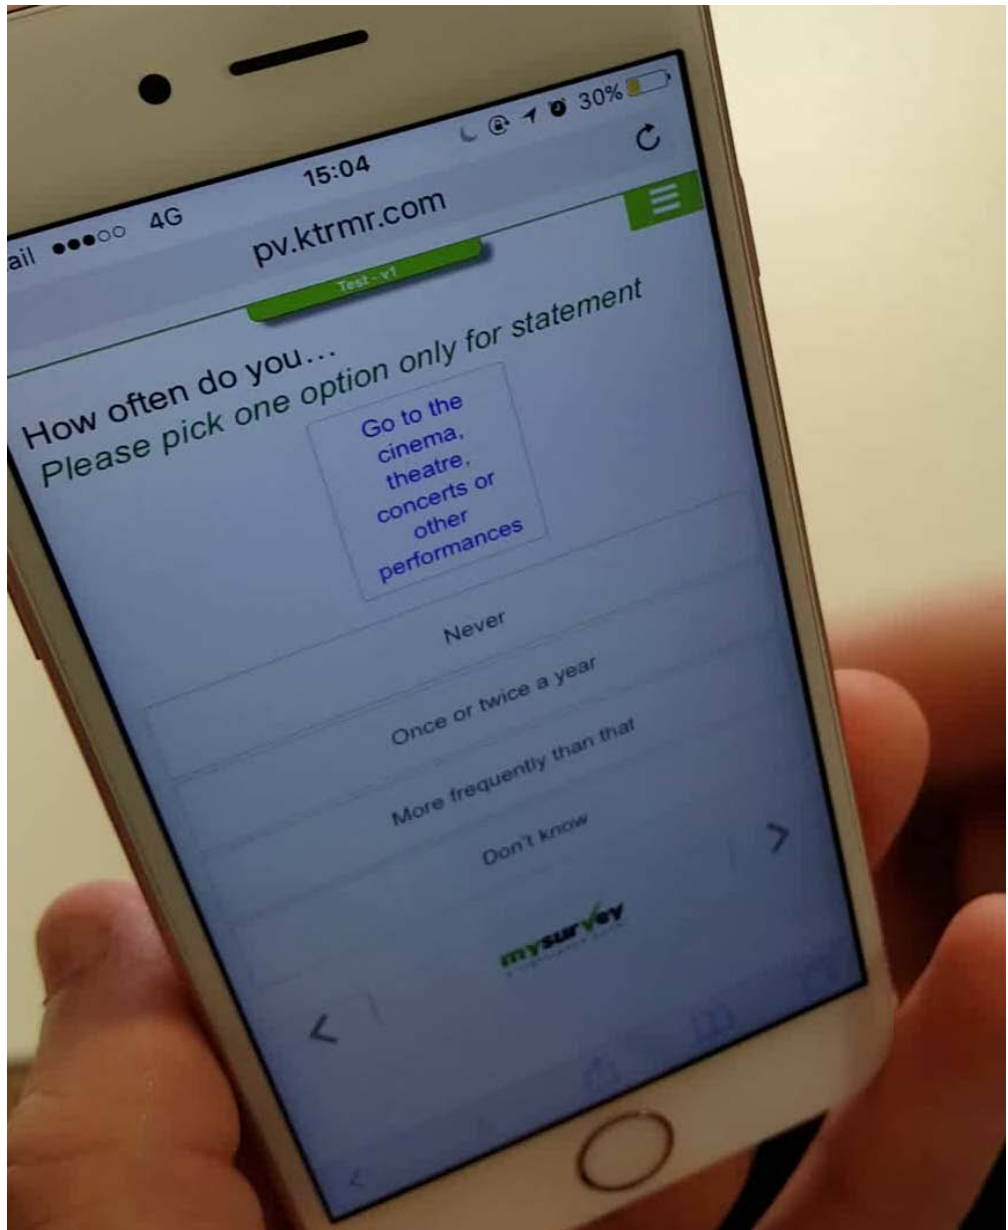 ail 4G 15:04 30%
pv.ktrmr.com
Test - v1
How often do you...
Please pick one option only for statement
Go to the
cinema,
theatre,
concerts or
other
performances
Never
Once or twice a year
More frequently than that
Don't know
mysurvey